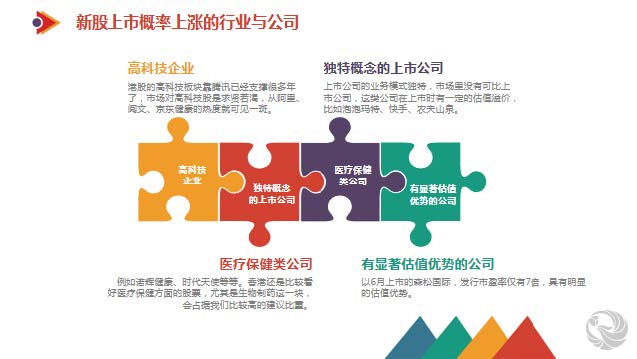 新股上市概率上涨的行业与公司
高科技企业
港股的高科技板块靠腾讯已经支撑很多年
了，市场对高科技股是求贤若渴，从阿里、
阅文、京东健康的热度就可见一斑。
独特概念的上市公司
上市公司的业务模式独特，市场里没有可比上
市公司，这类公司在上市时有一定的估值溢价，
比如泡泡玛特、快手、农夫山泉。
高科技
企业
独特概念
的上市公司
医疗保健
类公司
有显著估值
优势的公司
医疗保健类公司
例如诺辉健康、时代天使等等。香港还是比较看
好医疗保健方面的股票，尤其是生物制药这一块，
会占据我们比较高的建议比重。
有显著估值优势的公司
以6月上市的森松国际，发行市盈率仅有7倍，具有明显
的估值优势。